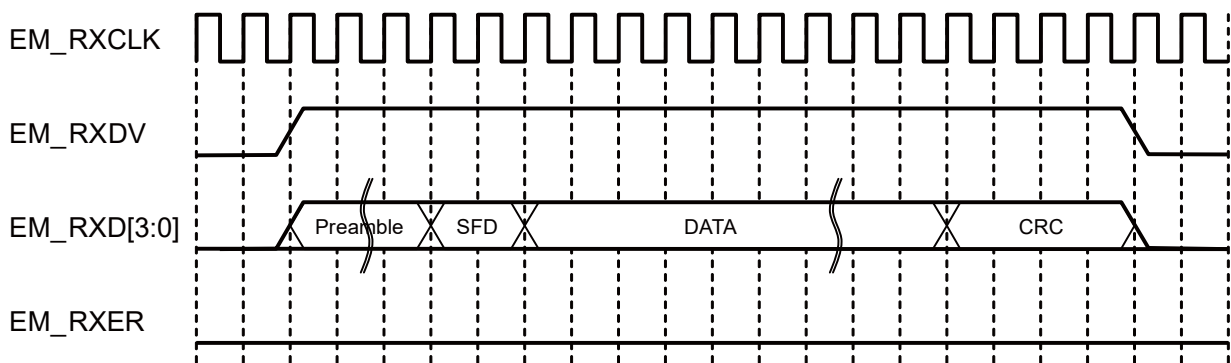 EM_RXCLK
EM_RXDV
EM_RXD[3:0]
Preamble SFD DATA CRC
EM_RXER